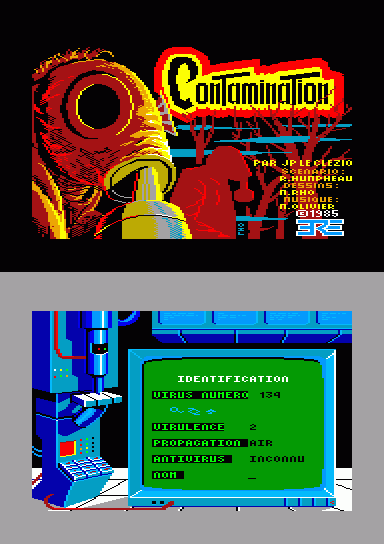 Contamination
PAR JP LECLEZIO
SCENARIO:
R.HUMPHEAU
DESSINS:
M.RHO
MUSIQUE:
M.OLIVIER
©1985
ERE
RHO
IDENTIFICATION
VIRUS NUMERO 134
VIRULENCE 2
PROPAGATION AIR
ANTIVIRUS INCONNU
NOM _